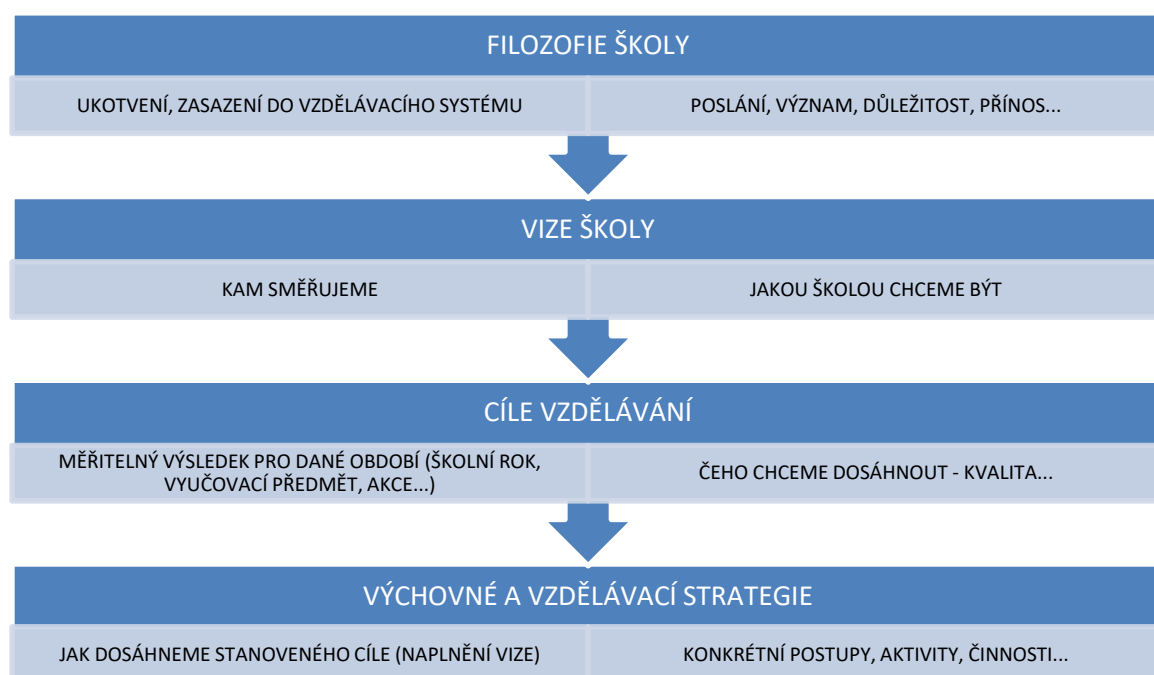 FILOZOFIE ŠKOLY
UKOTVENÍ, ZASAZENÍ DO VZDĚLÁVACÍHO SYSTÉMU
POSLÁNÍ, VÝZNAM, DŮLEŽITOST, PŘÍNOS...
VIZE ŠKOLY
KAM SMĚŘUJEME
JAKOU ŠKOLOU CHCEME BÝT
CÍLE VZDĚLÁVÁNÍ
MĚŘITELNÝ VÝSLEDEK PRO DANÉ OBDOBÍ (ŠKOLNÍ ROK,
VYUČOVACÍ PŘEDMĚT, AKCE...)
ČEHO CHCEME DOSÁHNOUT - KVALITA...
VÝCHOVNÉ A VZDĚLÁVACÍ STRATEGIE
JAK DOSÁHNEME STANOVENÉHO CÍLE (NAPLNĚNÍ VIZE)
KONKRÉTNÍ POSTUPY, AKTIVITY, ČINNOSTI...